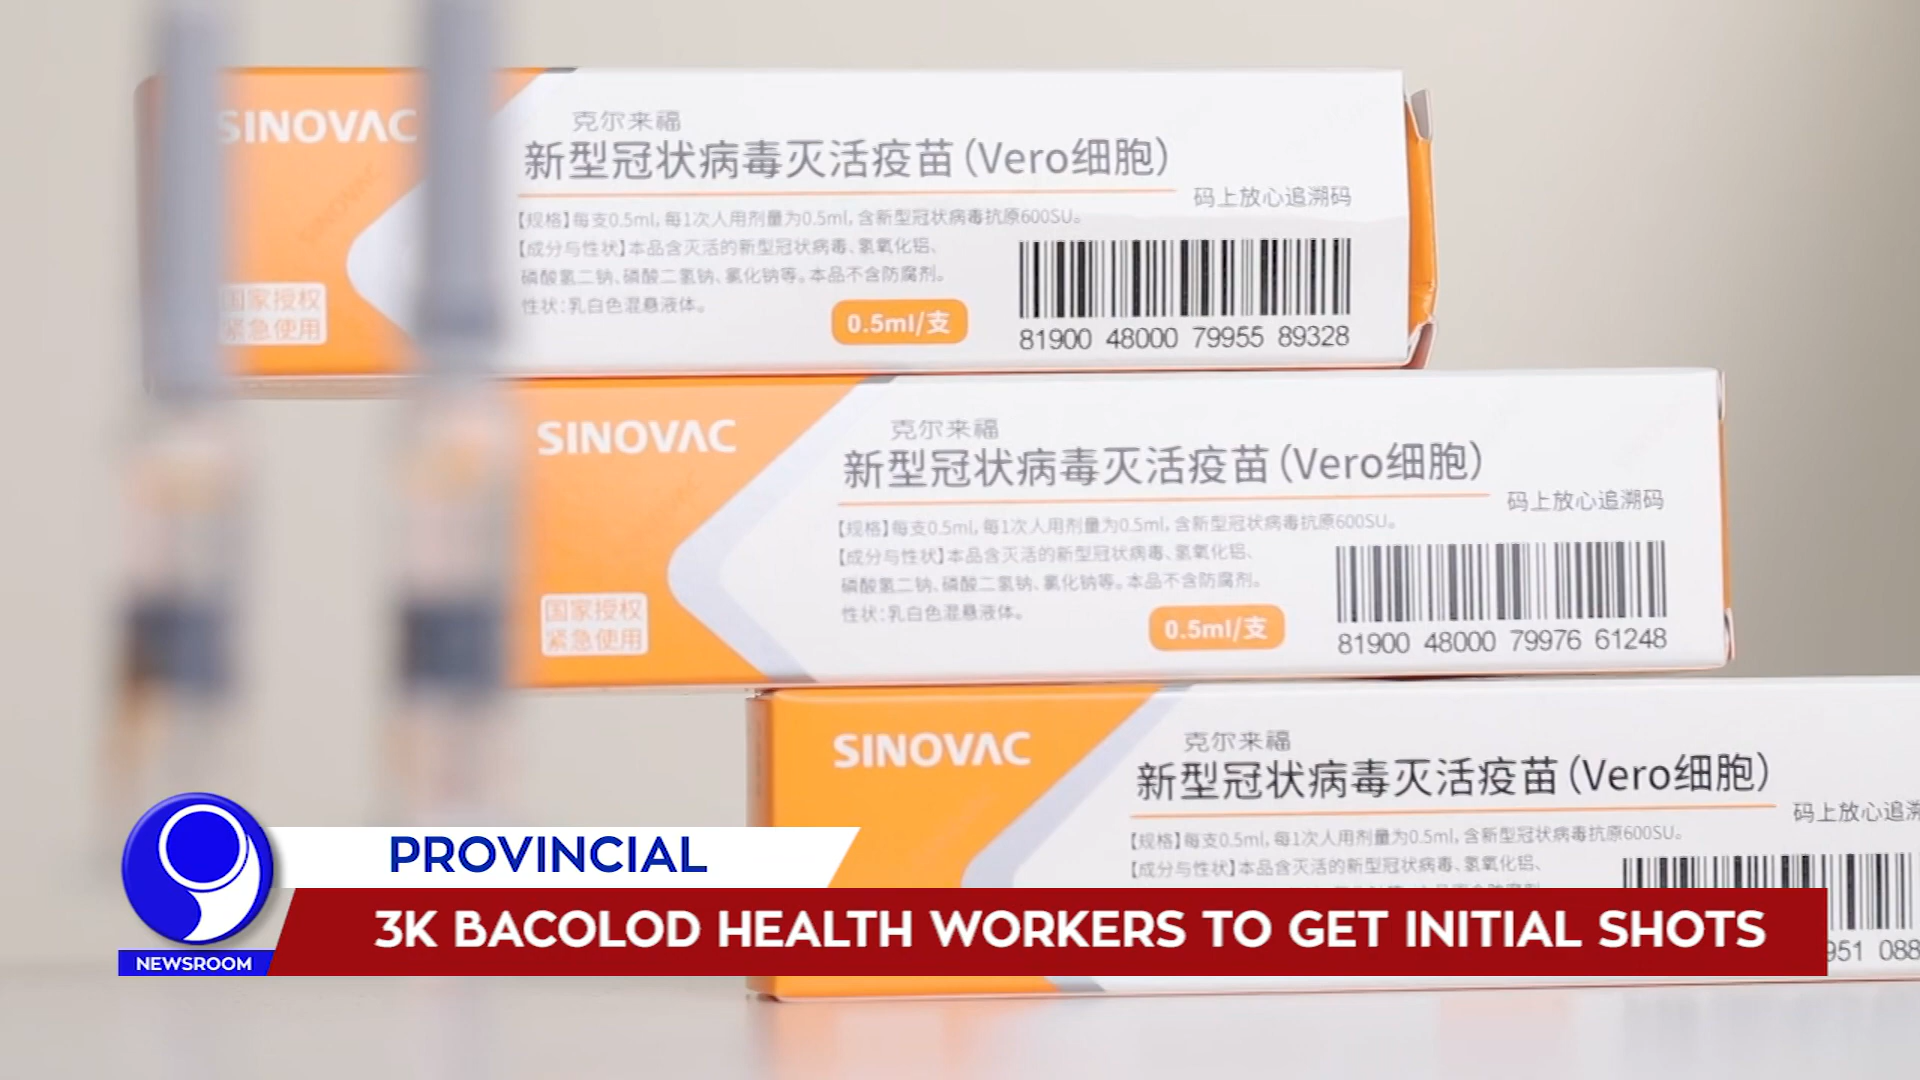 SINOVAC
克尔来福
新型冠状病毒灭活疫苗(Vero细胞)
码上放心追溯码
【规格】每支0.5ml, 每1次人用剂量为0.5ml, 含新型冠状病毒抗原600SU。
【成分与性状】本品含灭活的新型冠状病毒、氢氧化铝、
磷酸氢二钠、磷酸二氢钠、氯化钠等。本品不含防腐剂。
性状:乳白色混悬液体。
国家授权
紧急使用
0.5ml/支
81900 48000 79955 89328
SINOVAC
克尔来福
新型冠状病毒灭活疫苗(Vero细胞)
码上放心追溯码
【规格】每支0.5ml, 每1次人用剂量为0.5ml, 含新型冠状病毒抗原600SU。
【成分与性状】本品含灭活的新型冠状病毒、氢氧化铝、
磷酸氢二钠、磷酸二氢钠、氯化钠等。本品不含防腐剂。
性状:乳白色混悬液体。
国家授权
紧急使用
0.5ml/支
81900 48000 79976 61248
SINOVAC
克尔来福
新型冠状病毒灭活疫苗(Vero细胞)
码上放心追
【规格】每支0.5ml, 每1次人用剂量为0.5ml, 含新型冠状病毒抗原600SU。
【成分与性状】本品含灭活的新型冠状病毒、氢氧化铝、
951 088
PROVINCIAL
3K BACOLOD HEALTH WORKERS TO GET INITIAL SHOTS
NEWSROOM